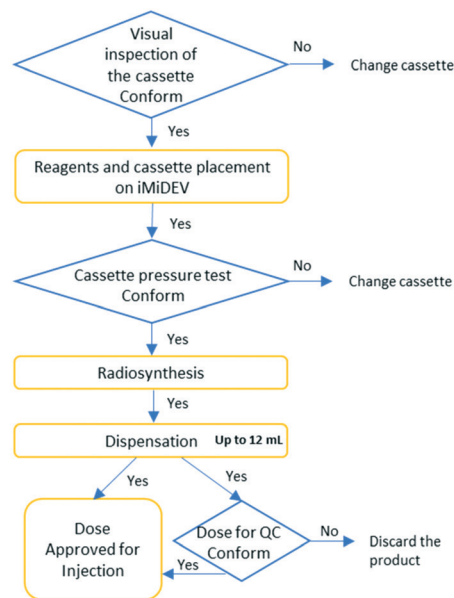 Visual
inspection of
the cassette
Conform
No
Change cassette
Yes
Reagents and cassette placement
on iMiDEV
Yes
Cassette pressure test
Conform
No
Change cassette
Yes
Radiosynthesis
Yes
Dispensation Up to 12 mL
Yes
Yes
Dose
Approved for
Injection
Dose for QC
Conform
No
Discard the
product
Yes